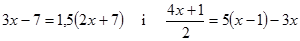 3x − 7 = 1,5(2x + 7) i (4x + 1)/2 = 5(x − 1) − 3x